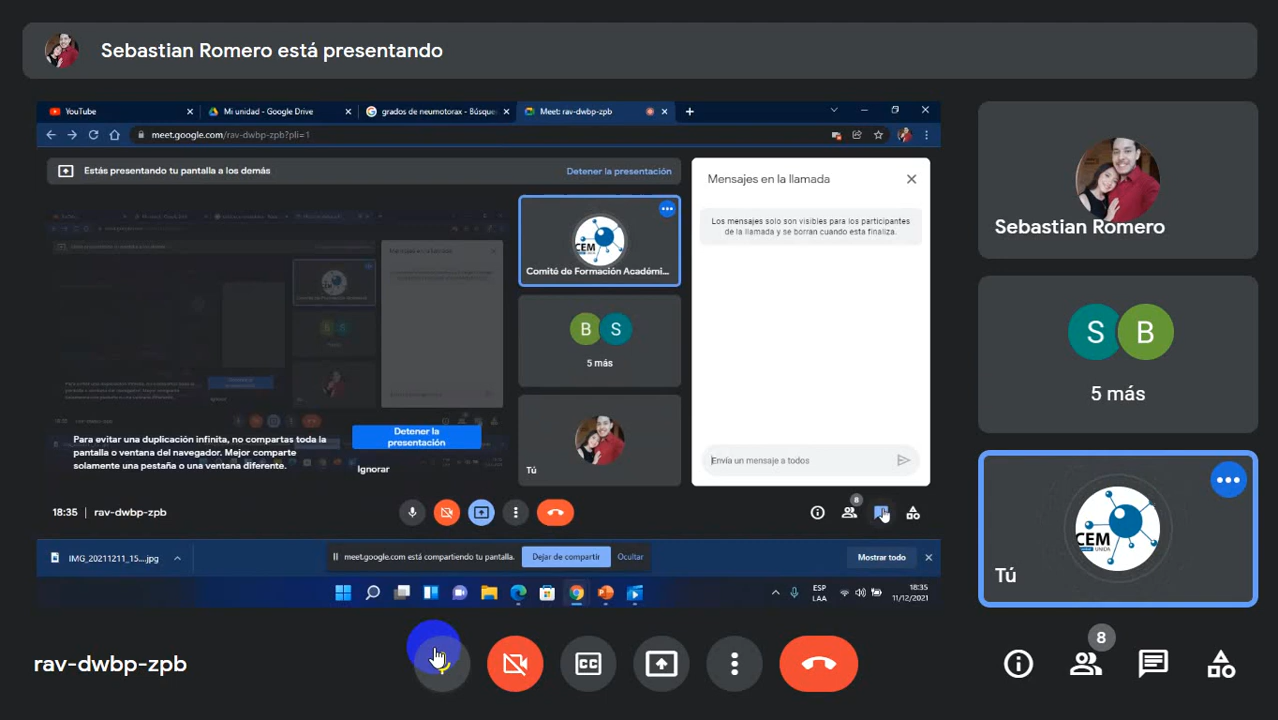 Sebastian Romero está presentando
YouTube
Mi unidad - Google Drive
grados de neumotorax - Búsque
Meet: rav-dwbp-zpb
meet.google.com/rav-dwbp-zpb?pli=1
Estás presentando tu pantalla a los demás
Detener la presentación
Mensajes en la llamada
Los mensajes solo son visibles para los participantes
de la llamada y se borran cuando esta finaliza.
CEM
Comité de Formación Académi...
B
S
5 más
Tú
Para evitar una duplicación infinita, no compartas toda la
pantalla o ventana del navegador. Mejor comparte
solamente una pestaña o una ventana diferente.
Detener la
presentación
Ignorar
Envía un mensaje a todos
18:35 | rav-dwbp-zpb
8
IMG_20211211_15....jpg
meet.google.com está compartiendo tu pantalla.
Dejar de compartir
Ocultar
Mostrar todo
ESP
LAA
18:35
11/12/2021
Sebastian Romero
S
B
5 más
CEM
UNION
Tú
rav-dwbp-zpb
CC
8